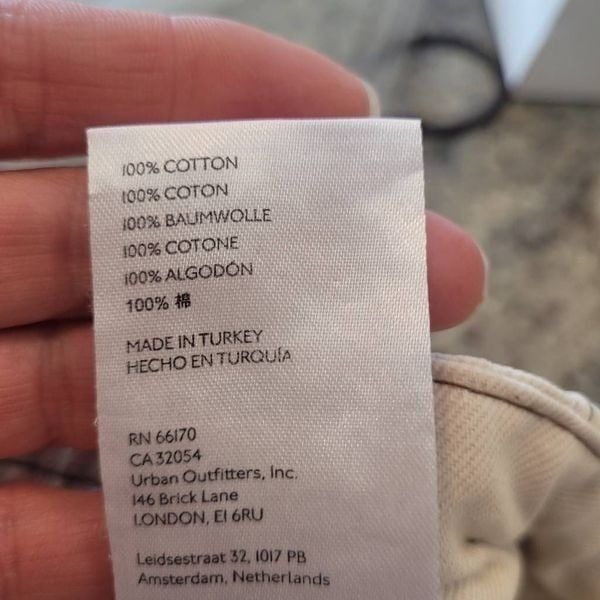 100% COTTON
100% COTON
100% BAUMWOLLE
100% COTONE
100% ALGODÓN
100% 棉
MADE IN TURKEY
HECHO EN TURQUÍA
RN 66170
CA 32054
Urban Outfitters, Inc.
146 Brick Lane
LONDON, E1 6RU
Leidsestraat 32, 1017 PB
Amsterdam, Netherlands